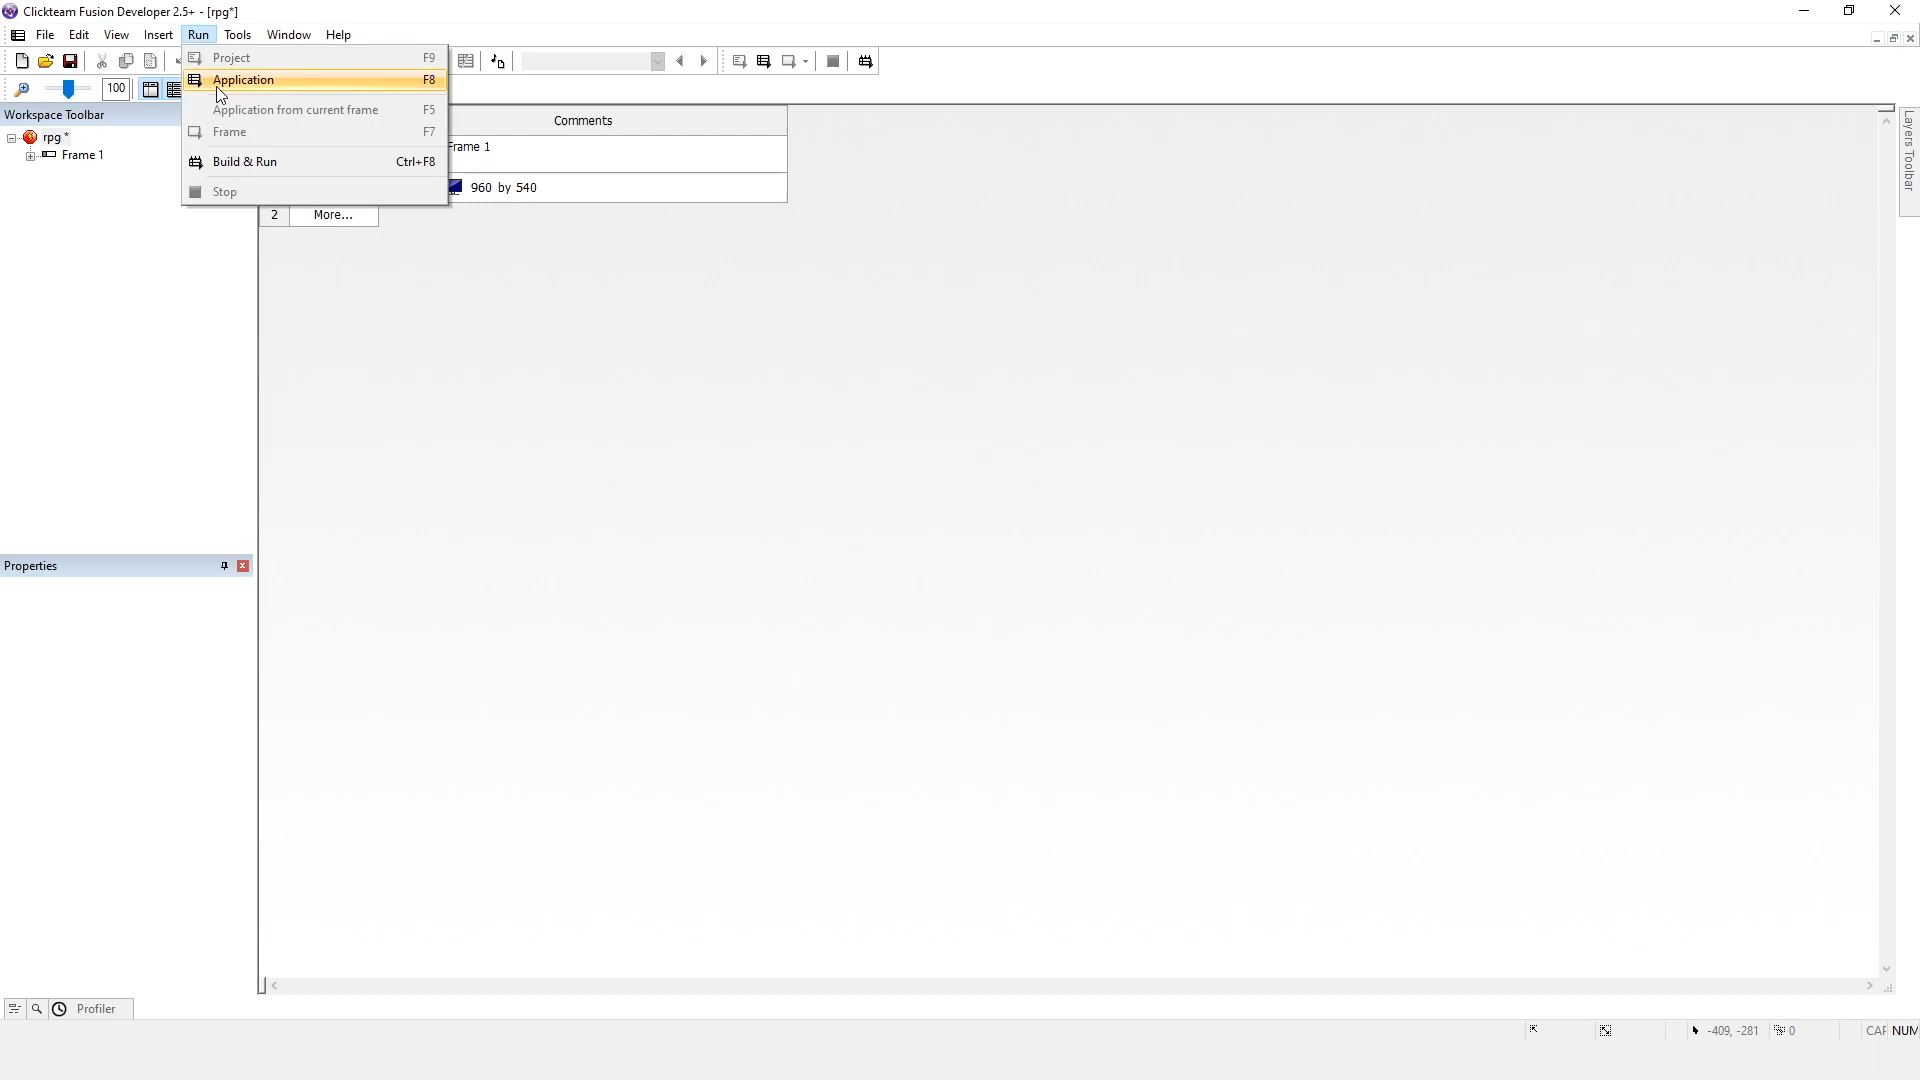 Clickteam Fusion Developer 2.5+ - [rpg*]
File Edit View Insert Run Tools Window Help
Project F9
Application F8
Application from current frame F5
Frame F7
Build & Run Ctrl+F8
Stop
100
Workspace Toolbar
rpg *
Frame 1
Comments
Frame 1
960 by 540
2 More...
Layers Toolbar
Properties
Profiler
-409, -281 0 CAP NUM